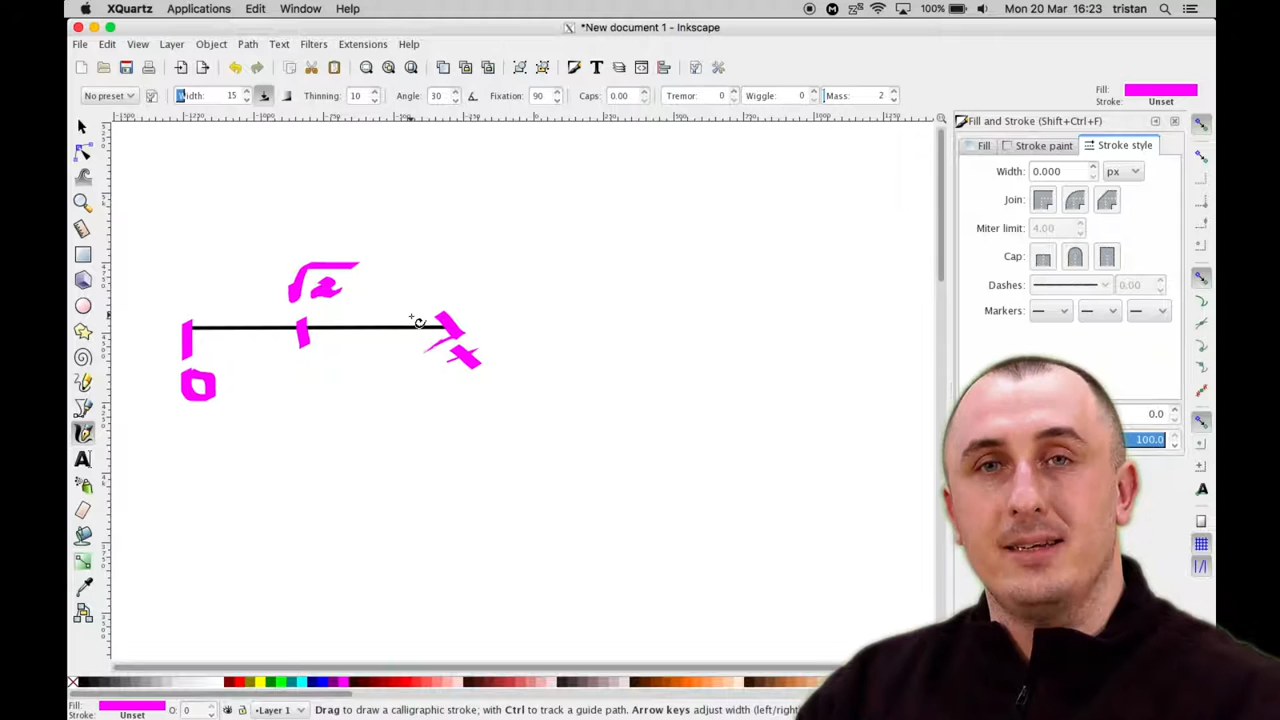 XQuartz Applications Edit Window Help 100% Mon 20 Mar 16:23 tristan
*New document 1 - Inkscape
File Edit View Layer Object Path Text Filters Extensions Help
No preset Width: 15 Thinning: 10 Angle: 30 Fixation: 90 Caps: 0.00 Tremor: 0 Wiggle: 0 Mass: 2 Fill:
Stroke: Unset
Fill and Stroke (Shift+Ctrl+F)
Fill Stroke paint Stroke style
Width: 0.000 px
Join:
Miter limit: 4.00
Cap:
Dashes: 0.00
Markers:
√2
0
x
0.0
100.0
Fill:
Stroke: Unset O: 0 Layer 1 Drag to draw a calligraphic stroke; with Ctrl to track a guide path. Arrow keys adjust width (left/right)